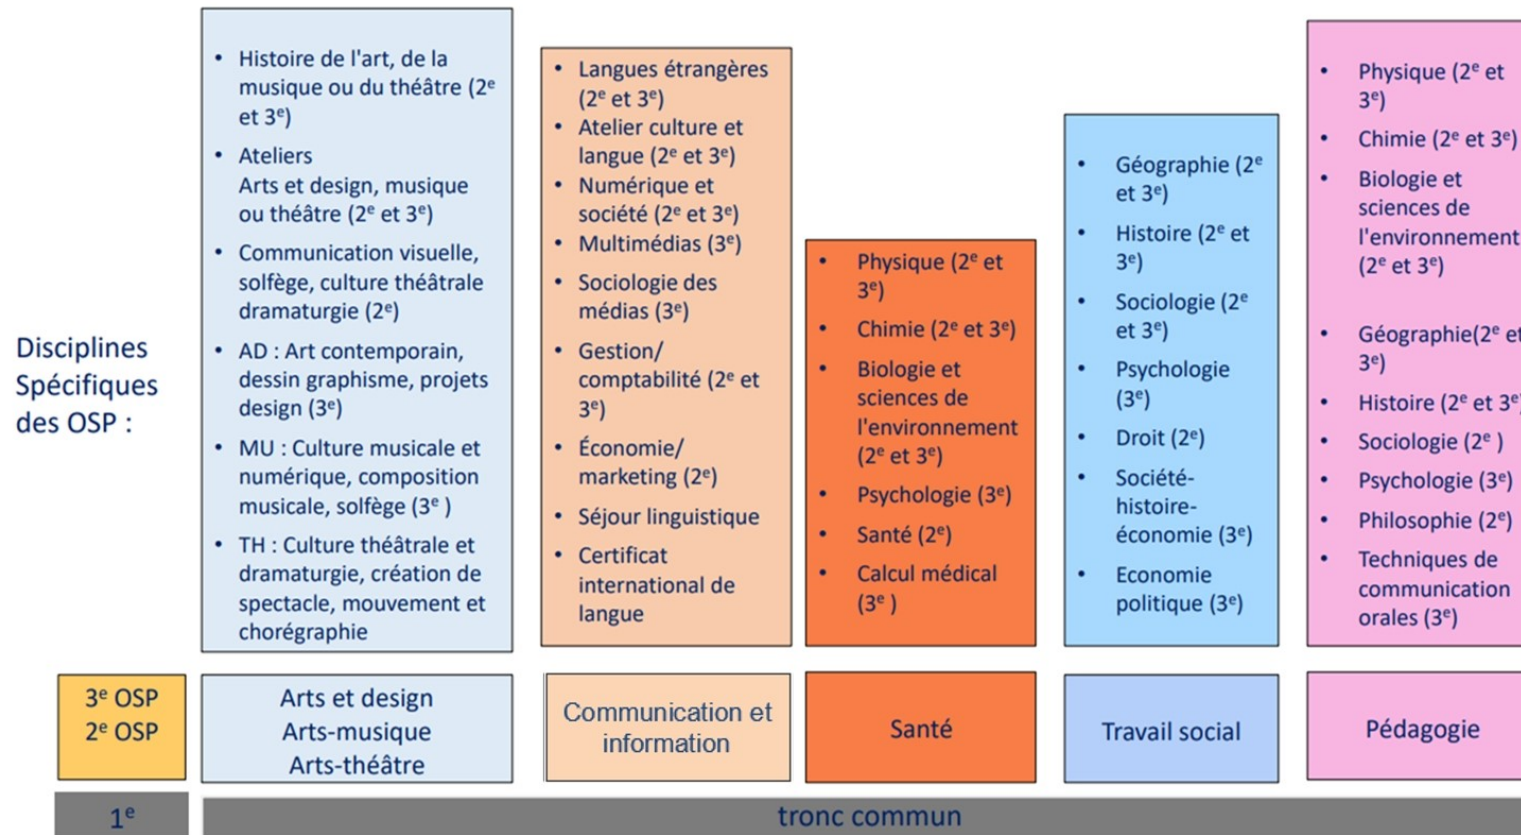 Disciplines
Spécifiques
des OSP :
• Histoire de l'art, de la
musique ou du théâtre (2e
et 3e)
• Ateliers
Arts et design, musique
ou théâtre (2e et 3e)
• Communication visuelle,
solfège, culture théâtrale
dramaturgie (2e)
• AD : Art contemporain,
dessin graphisme, projets
design (3e)
• MU : Culture musicale et
numérique, composition
musicale, solfège (3e )
• TH : Culture théâtrale et
dramaturgie, création de
spectacle, mouvement et
chorégraphie
• Langues étrangères
(2e et 3e)
• Atelier culture et
langue (2e et 3e)
• Numérique et
société (2e et 3e)
• Multimédias (3e)
• Sociologie des
médias (3e)
• Gestion/
comptabilité (2e et
3e)
• Économie/
marketing (2e)
• Séjour linguistique
• Certificat
international de
langue
• Physique (2e et
3e)
• Chimie (2e et 3e)
• Biologie et
sciences de
l'environnement
(2e et 3e)
• Psychologie (3e)
• Santé (2e)
• Calcul médical
(3e )
• Géographie (2e
et 3e)
• Histoire (2e et
3e)
• Sociologie (2e
et 3e)
• Psychologie
(3e)
• Droit (2e)
• Société-
histoire-
économie (3e)
• Economie
politique (3e)
• Physique (2e et
3e)
• Chimie (2e et 3e)
• Biologie et
sciences de
l'environnement
(2e et 3e)
• Géographie(2e et
3e)
• Histoire (2e et 3e)
• Sociologie (2e )
• Psychologie (3e)
• Philosophie (2e)
• Techniques de
communication
orales (3e)
3e OSP
2e OSP
Arts et design
Arts-musique
Arts-théâtre
Communication et
information
Santé
Travail social
Pédagogie
1e
tronc commun